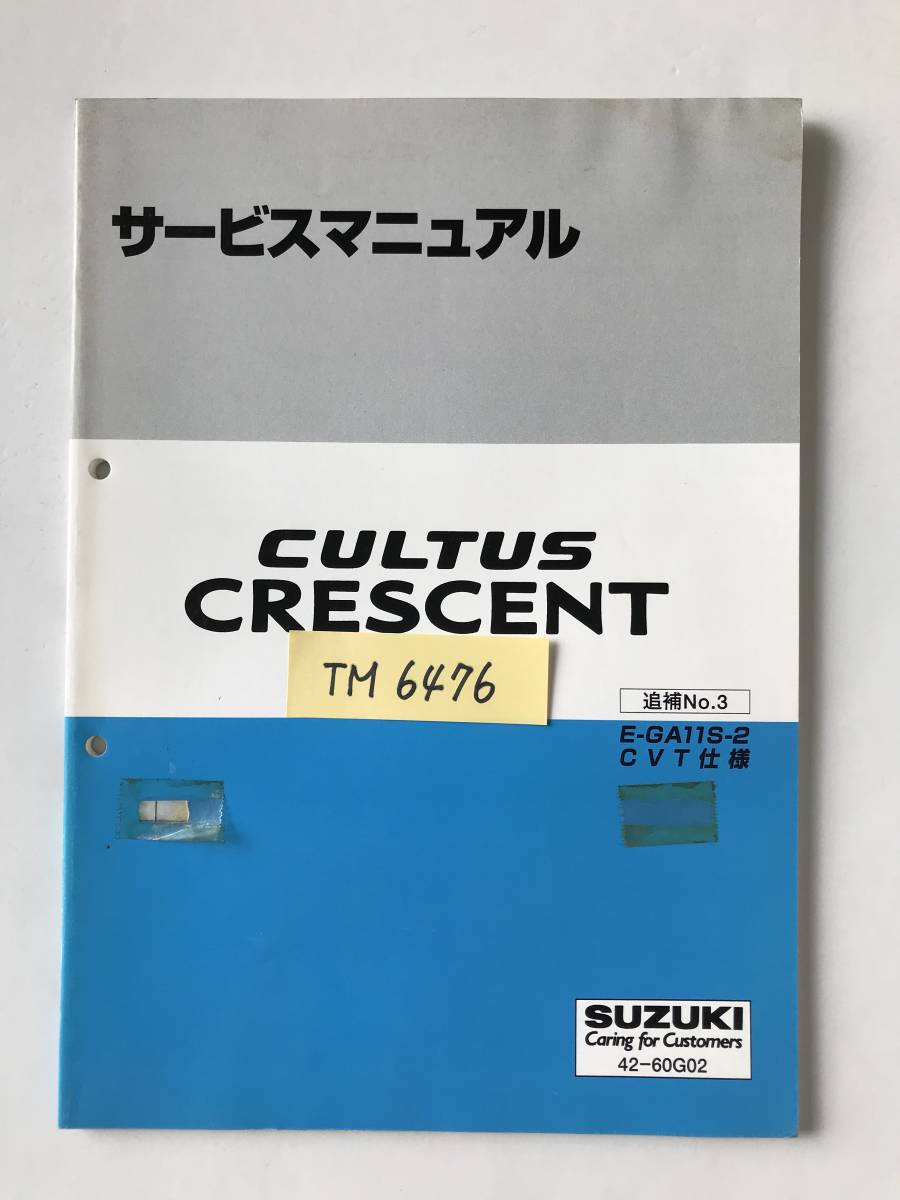 サービスマニュアル
CULTUS
CRESCENT
TM 6476
追補No.3
E-GA11S-2
CVT仕様
SUZUKI
Caring for Customers
42-60G02